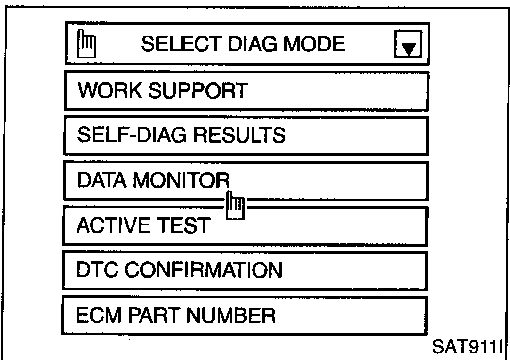 SELECT DIAG MODE
WORK SUPPORT
SELF-DIAG RESULTS
DATA MONITOR
ACTIVE TEST
DTC CONFIRMATION
ECM PART NUMBER
SAT911I